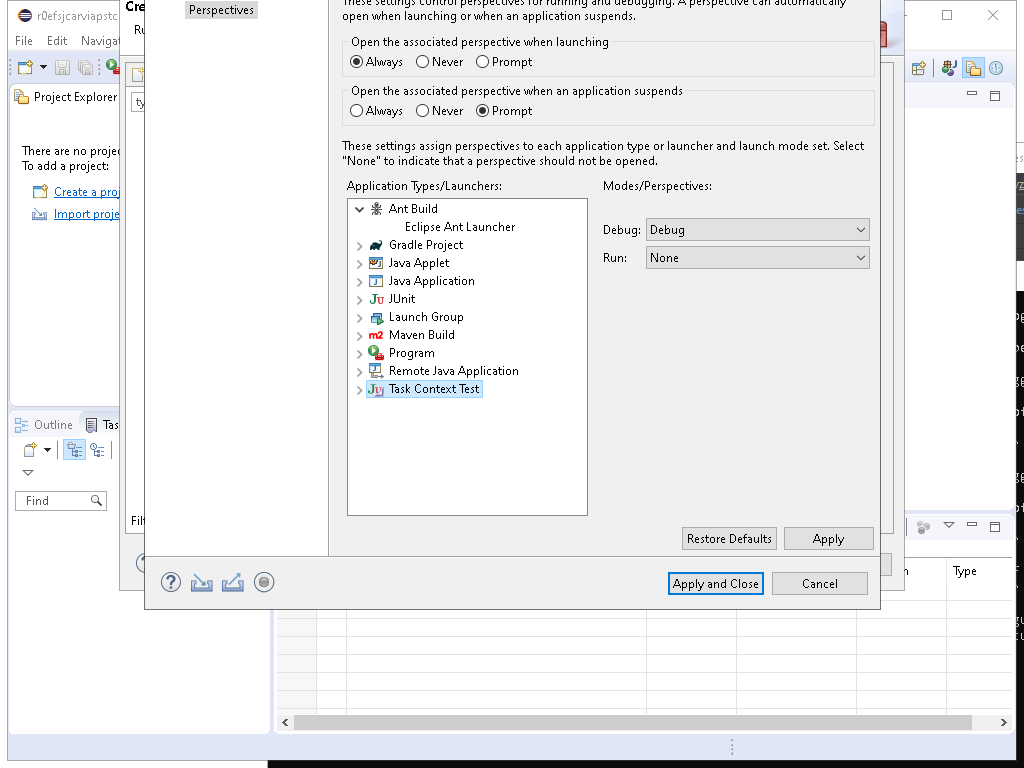 r0efsjcarviapstc
Cre
Perspectives
These settings control perspectives for running and debugging. A perspective can automatically
open when launching or when an application suspends.
File Edit Navigat
Ru
Open the associated perspective when launching
Always Never Prompt
Open the associated perspective when an application suspends
Always Never Prompt
Project Explorer
ty
These settings assign perspectives to each application type or launcher and launch mode set. Select
"None" to indicate that a perspective should not be opened.
There are no projec
To add a project:
Create a proj
Import proje
Application Types/Launchers:
Modes/Perspectives:
Ant Build
Eclipse Ant Launcher
Gradle Project
Java Applet
Java Application
JUnit
Launch Group
Maven Build
Program
Remote Java Application
Task Context Test
Debug: Debug
Run: None
Outline Tas
Find
Filt
Restore Defaults Apply
Apply and Close Cancel
Type